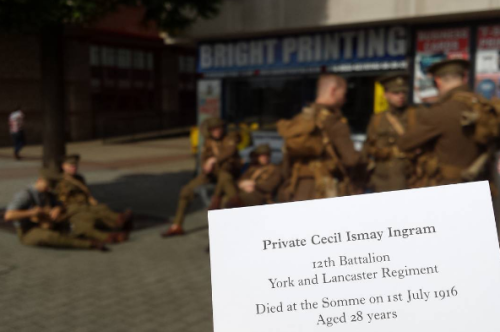 BRIGHT PRINTING
Private Cecil Ismay Ingram
12th Battalion
York and Lancaster Regiment
Died at the Somme on 1st July 1916
Aged 28 years